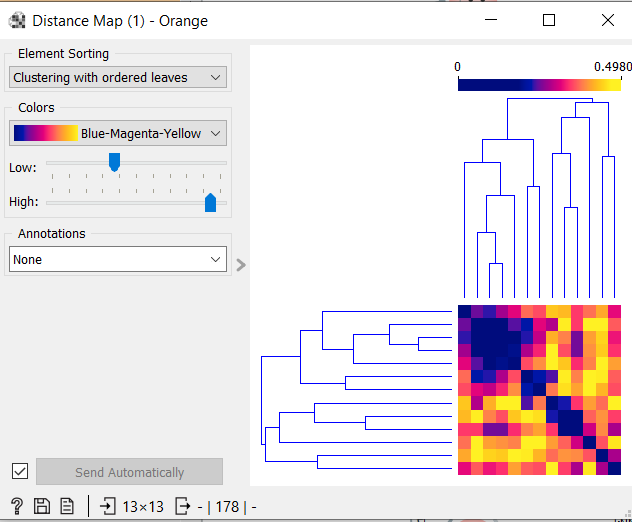 Distance Map (1) - Orange
Element Sorting
Clustering with ordered leaves
Colors
Blue-Magenta-Yellow
Low:
High:
Annotations
None
Send Automatically
0 0.4980
? 13×13 - | 178 | -